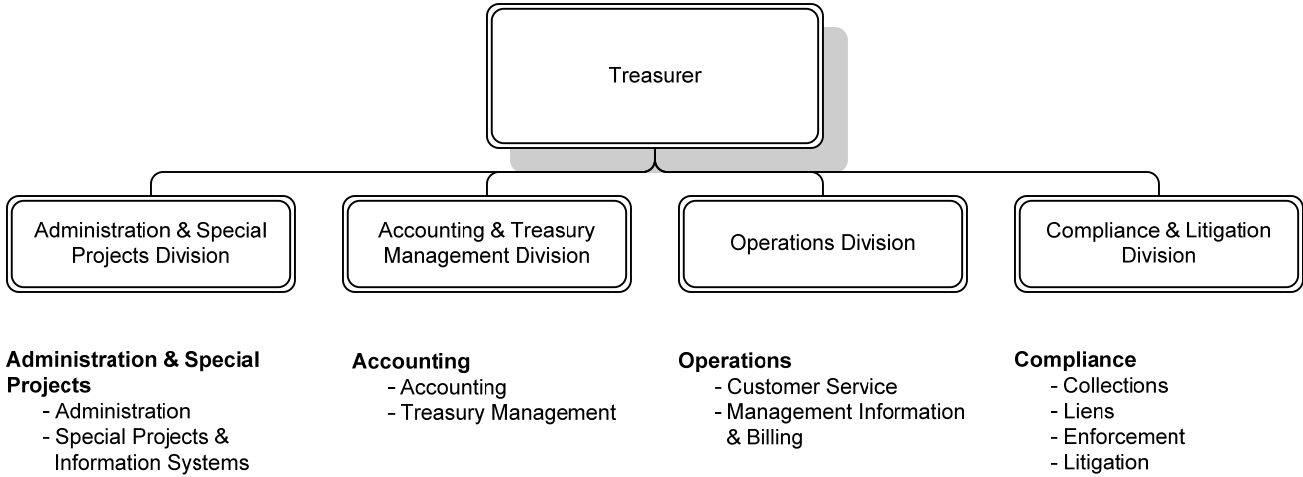 Treasurer
Administration & Special
Projects Division
Accounting & Treasury
Management Division
Operations Division
Compliance & Litigation
Division
Administration & Special
Projects
- Administration
- Special Projects &
Information Systems
Accounting
- Accounting
- Treasury Management
Operations
- Customer Service
- Management Information
& Billing
Compliance
- Collections
- Liens
- Enforcement
- Litigation